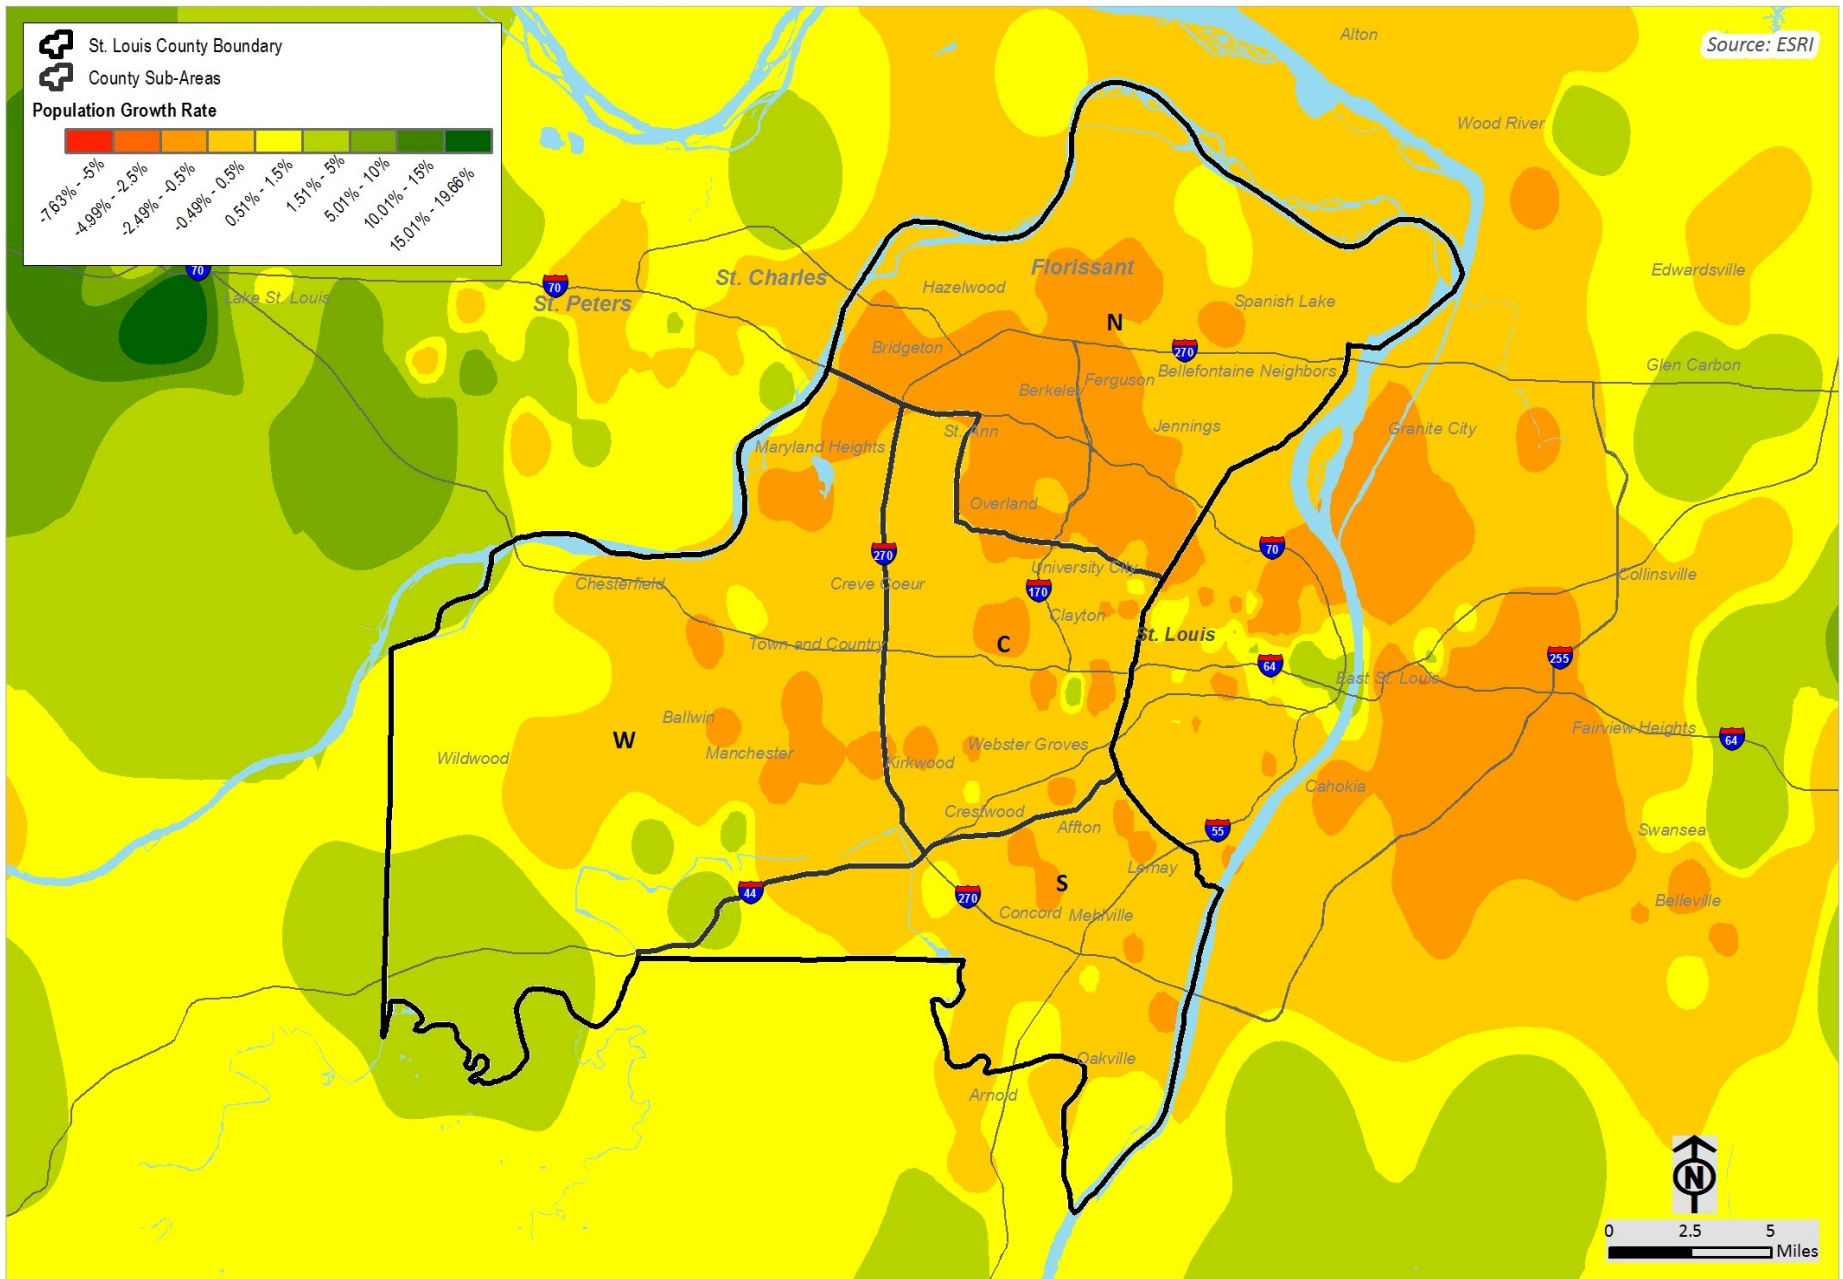 St. Louis County Boundary
County Sub-Areas
Population Growth Rate
-7.63% - -5%
-4.99% - -2.5%
-2.49% - -0.5%
-0.49% - 0.5%
0.51% - 1.5%
1.51% - 5%
5.01% - 10%
10.01% - 15%
15.01% - 19.66%
Source: ESRI
Alton
Wood River
70
Lake St. Louis
70
St. Peters
St. Charles
Hazelwood
Florissant
Spanish Lake
Edwardsville
N
Bridgeton
270
Berkeley
Ferguson
Bellefontaine Neighbors
Glen Carbon
Maryland Heights
St. Ann
Jennings
Granite City
Overland
270
70
Chesterfield
Creve Coeur
University City
170
Collinsville
Clayton
Town and Country
C
St. Louis
64
255
East St. Louis
Ballwin
W
Manchester
Wildwood
Kirkwood
Webster Groves
Fairview Heights
64
Cahokia
Crestwood
Affton
55
Swansea
Lemay
S
44
270
Concord
Mehlville
Belleville
Oakville
Arnold
N
0 2.5 5
Miles